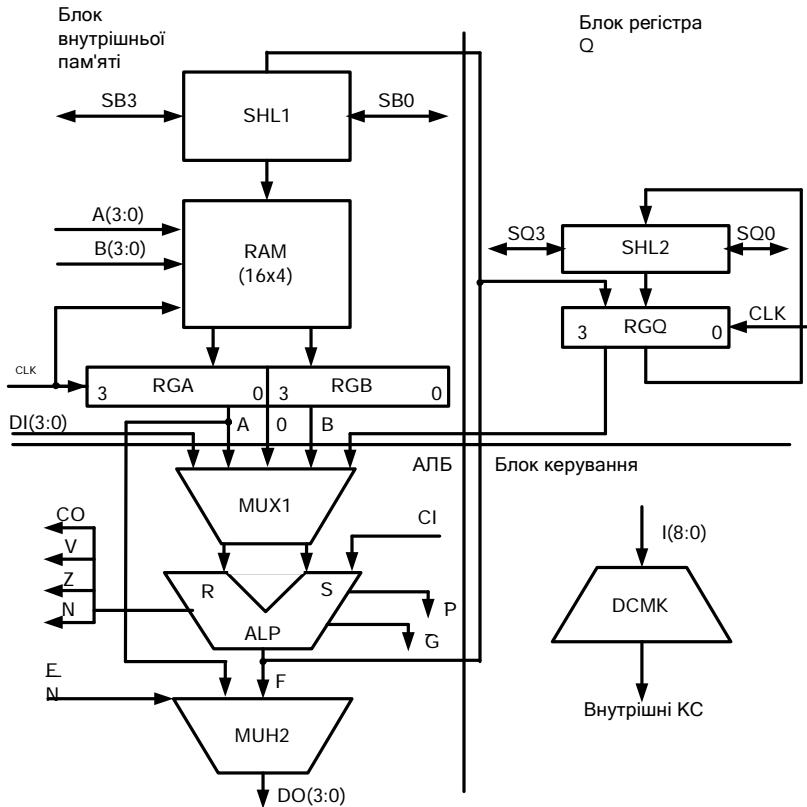 Блок
внутрішньої
пам'яті
Блок регістра
Q
SB3
SHL1
SB0
A(3:0)
B(3:0)
RAM
(16x4)
SQ3
SHL2
SQ0
CLK
3 RGQ 0
CLK
3 RGA 0
3 RGB 0
DI(3:0)
A
0
B
АЛБ
Блок керування
MUX1
CO
V
Z
N
CI
I(8:0)
R
S
ALP
P
G
DCMK
E
N
F
MUH2
Внутрішні КС
DO(3:0)